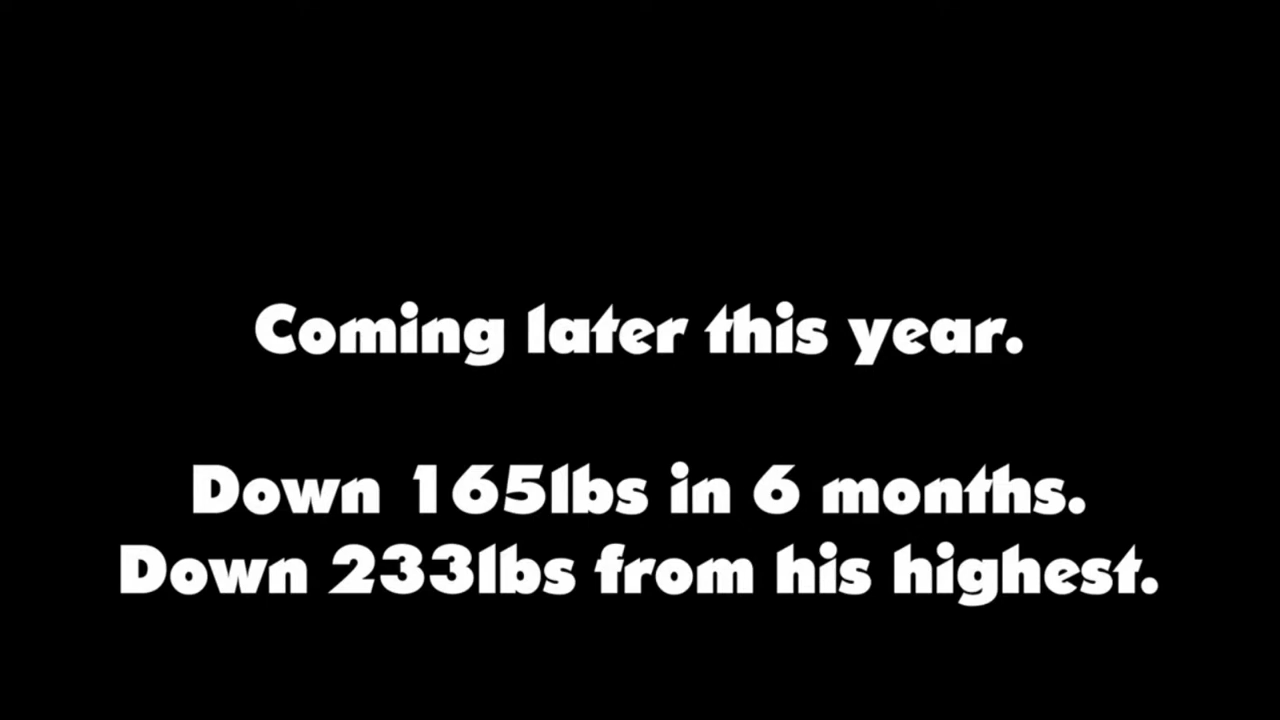 Coming later this year.
Down 165lbs in 6 months.
Down 233lbs from his highest.